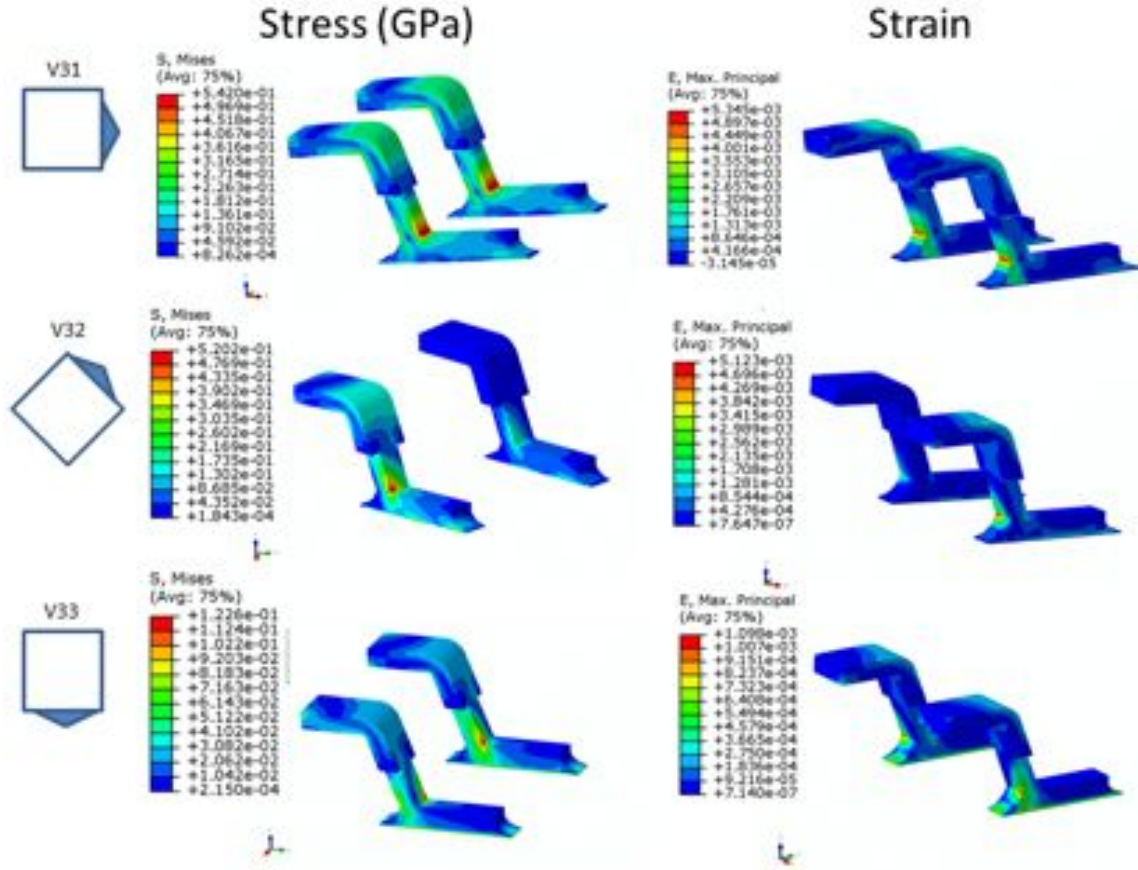 Stress (GPa)
Strain
V31
S, Mises
(Avg: 75%)
+5.420e-01
+4.969e-01
+4.518e-01
+4.067e-01
+3.616e-01
+3.165e-01
+2.714e-01
+2.263e-01
+1.812e-01
+1.361e-01
+9.102e-02
+4.592e-02
+8.262e-04
E, Max. Principal
(Avg: 75%)
+5.345e-03
+4.897e-03
+4.449e-03
+4.001e-03
+3.553e-03
+3.105e-03
+2.657e-03
+2.209e-03
+1.761e-03
+1.313e-03
+8.646e-04
+4.166e-04
-3.145e-05
V32
S, Mises
(Avg: 75%)
+5.202e-01
+4.769e-01
+4.335e-01
+3.902e-01
+3.469e-01
+3.035e-01
+2.602e-01
+2.169e-01
+1.735e-01
+1.302e-01
+8.685e-02
+4.352e-02
+1.843e-04
E, Max. Principal
(Avg: 75%)
+5.123e-03
+4.696e-03
+4.269e-03
+3.842e-03
+3.415e-03
+2.989e-03
+2.562e-03
+2.135e-03
+1.708e-03
+1.281e-03
+8.544e-04
+4.276e-04
+7.647e-07
V33
S, Mises
(Avg: 75%)
+1.226e-01
+1.124e-01
+1.022e-01
+9.203e-02
+8.183e-02
+7.163e-02
+6.143e-02
+5.122e-02
+4.102e-02
+3.082e-02
+2.062e-02
+1.042e-02
+2.150e-04
E, Max. Principal
(Avg: 75%)
+1.098e-03
+1.007e-03
+9.151e-04
+8.237e-04
+7.323e-04
+6.408e-04
+5.494e-04
+4.579e-04
+3.665e-04
+2.750e-04
+1.836e-04
+9.216e-05
+7.140e-07